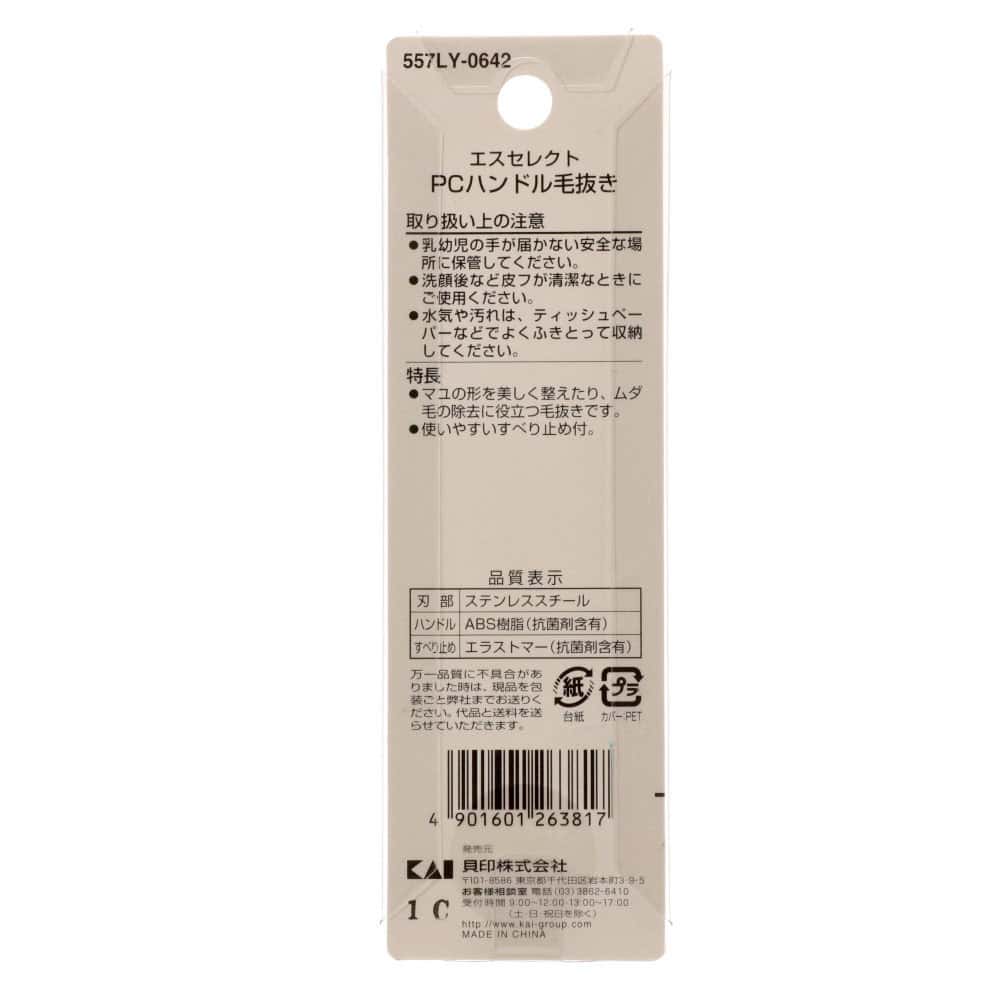 557LY-0642
エスセレクト
PCハンドル毛抜き
取り扱い上の注意
●乳幼児の手が届かない安全な場
所に保管してください。
●洗顔後など皮フが清潔なときに
ご使用ください。
●水気や汚れは、ティッシュペー
パーなどでよくふきとって収納
してください。
特長
●マユの形を美しく整えたり、ムダ
毛の除去に役立つ毛抜きです。
●使いやすいすべり止め付。
品質表示
刃部 ステンレススチール
ハンドル ABS樹脂(抗菌剤含有)
すべり止め エラストマー(抗菌剤含有)
万一品質に不具合があ
りました時は、現品を包
装ごと弊社までお送りく
ださい。代品と送料を送
らせていただきます。
紙 プラ
台紙 カバー:PET
4 901601 263817
発売元
KAI 貝印株式会社
〒101-8586 東京都千代田区岩本町3-9-5
お客様相談室 電話(03)3862-6410
受付時間 9:00~12:00・13:00~17:00
(土・日・祝日を除く)
http://www.kai-group.com/
MADE IN CHINA
1 C